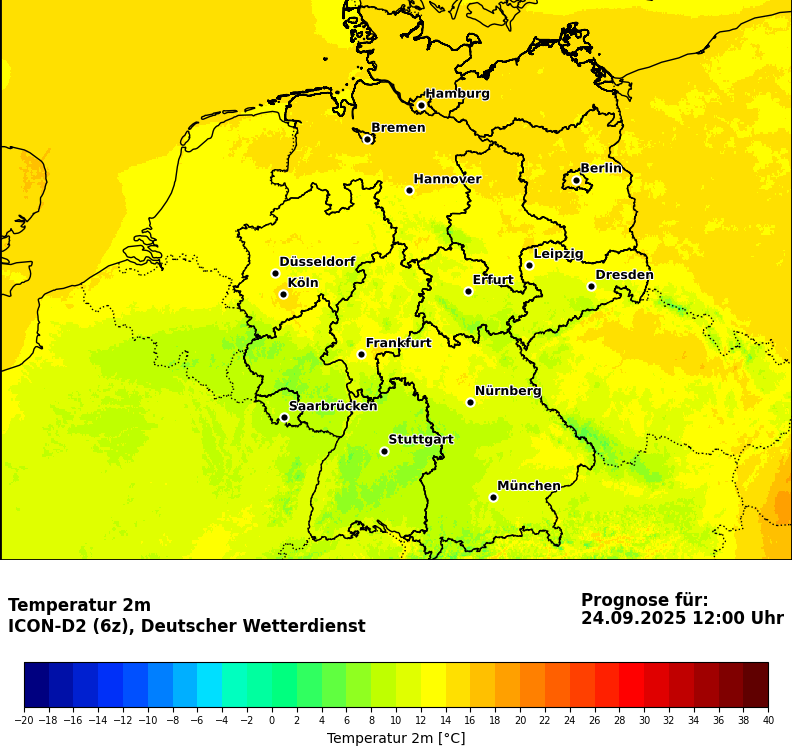 Hamburg
Bremen
Berlin
Hannover
Leipzig
Düsseldorf
Dresden
Köln
Erfurt
Frankfurt
Nürnberg
Saarbrücken
Stuttgart
München
Temperatur 2m
ICON-D2 (6z), Deutscher Wetterdienst
Prognose für:
24.09.2025 12:00 Uhr
−20 −18 −16 −14 −12 −10 −8 −6 −4 −2 0 2 4 6 8 10 12 14 16 18 20 22 24 26 28 30 32 34 36 38 40
Temperatur 2m [°C]